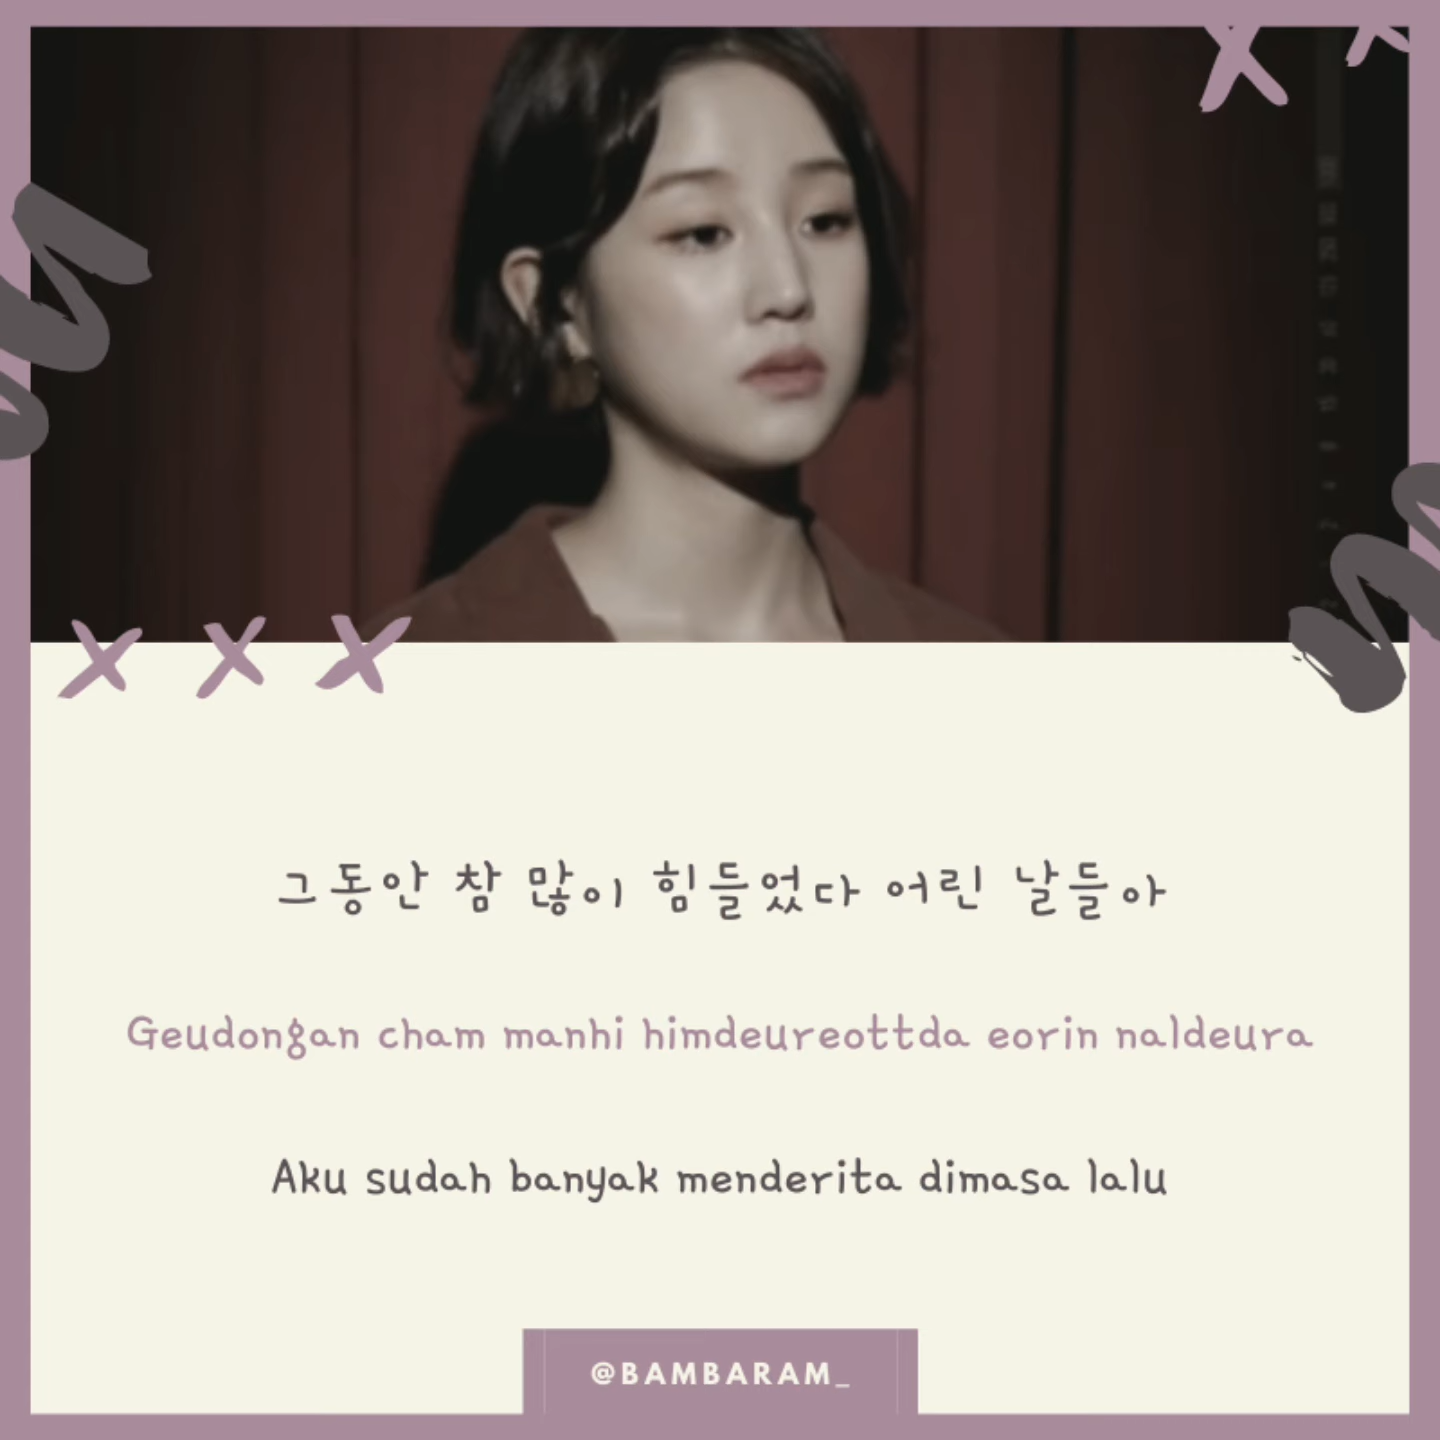 그동안 참 많이 힘들었다 어린 날들아
Geudongan cham manhi himdeureottda eorin naldeura
Aku sudah banyak menderita dimasa lalu
@BAMBARAM_